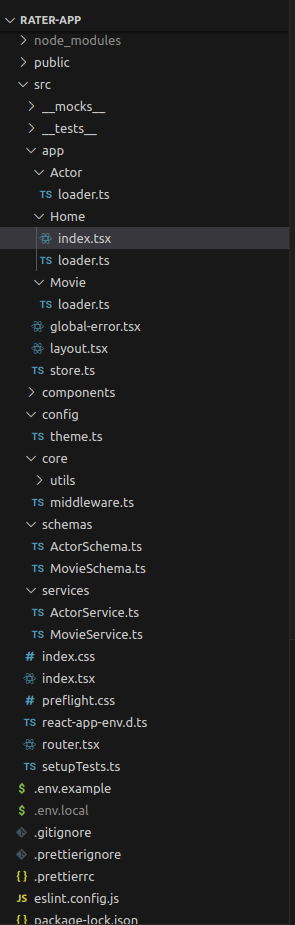 RATER-APP
node_modules
public
src
__mocks__
__tests__
app
Actor
TS loader.ts
Home
index.tsx
loader.ts
Movie
TS loader.ts
global-error.tsx
layout.tsx
TS store.ts
components
config
TS theme.ts
core
utils
TS middleware.ts
schemas
TS ActorSchema.ts
TS MovieSchema.ts
services
TS ActorService.ts
TS MovieService.ts
# index.css
index.tsx
# preflight.css
TS react-app-env.d.ts
router.tsx
TS setupTests.ts
$ .env.example
$ .env.local
.gitignore
.prettierignore
{ } .prettierrc
JS eslint.config.js
{ } package-lock.json